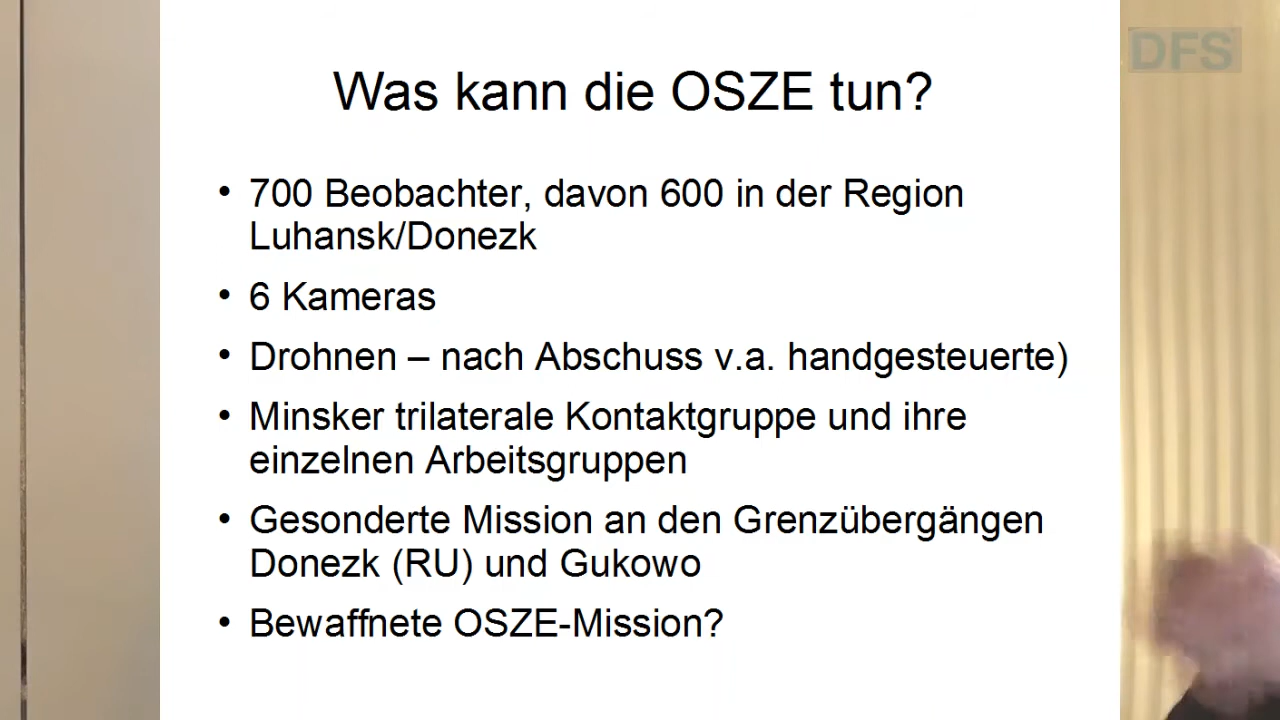 DFS
Was kann die OSZE tun?
• 700 Beobachter, davon 600 in der Region
Luhansk/Donezk
• 6 Kameras
• Drohnen – nach Abschuss v.a. handgesteuerte)
• Minsker trilaterale Kontaktgruppe und ihre
einzelnen Arbeitsgruppen
• Gesonderte Mission an den Grenzübergängen
Donezk (RU) und Gukowo
• Bewaffnete OSZE-Mission?